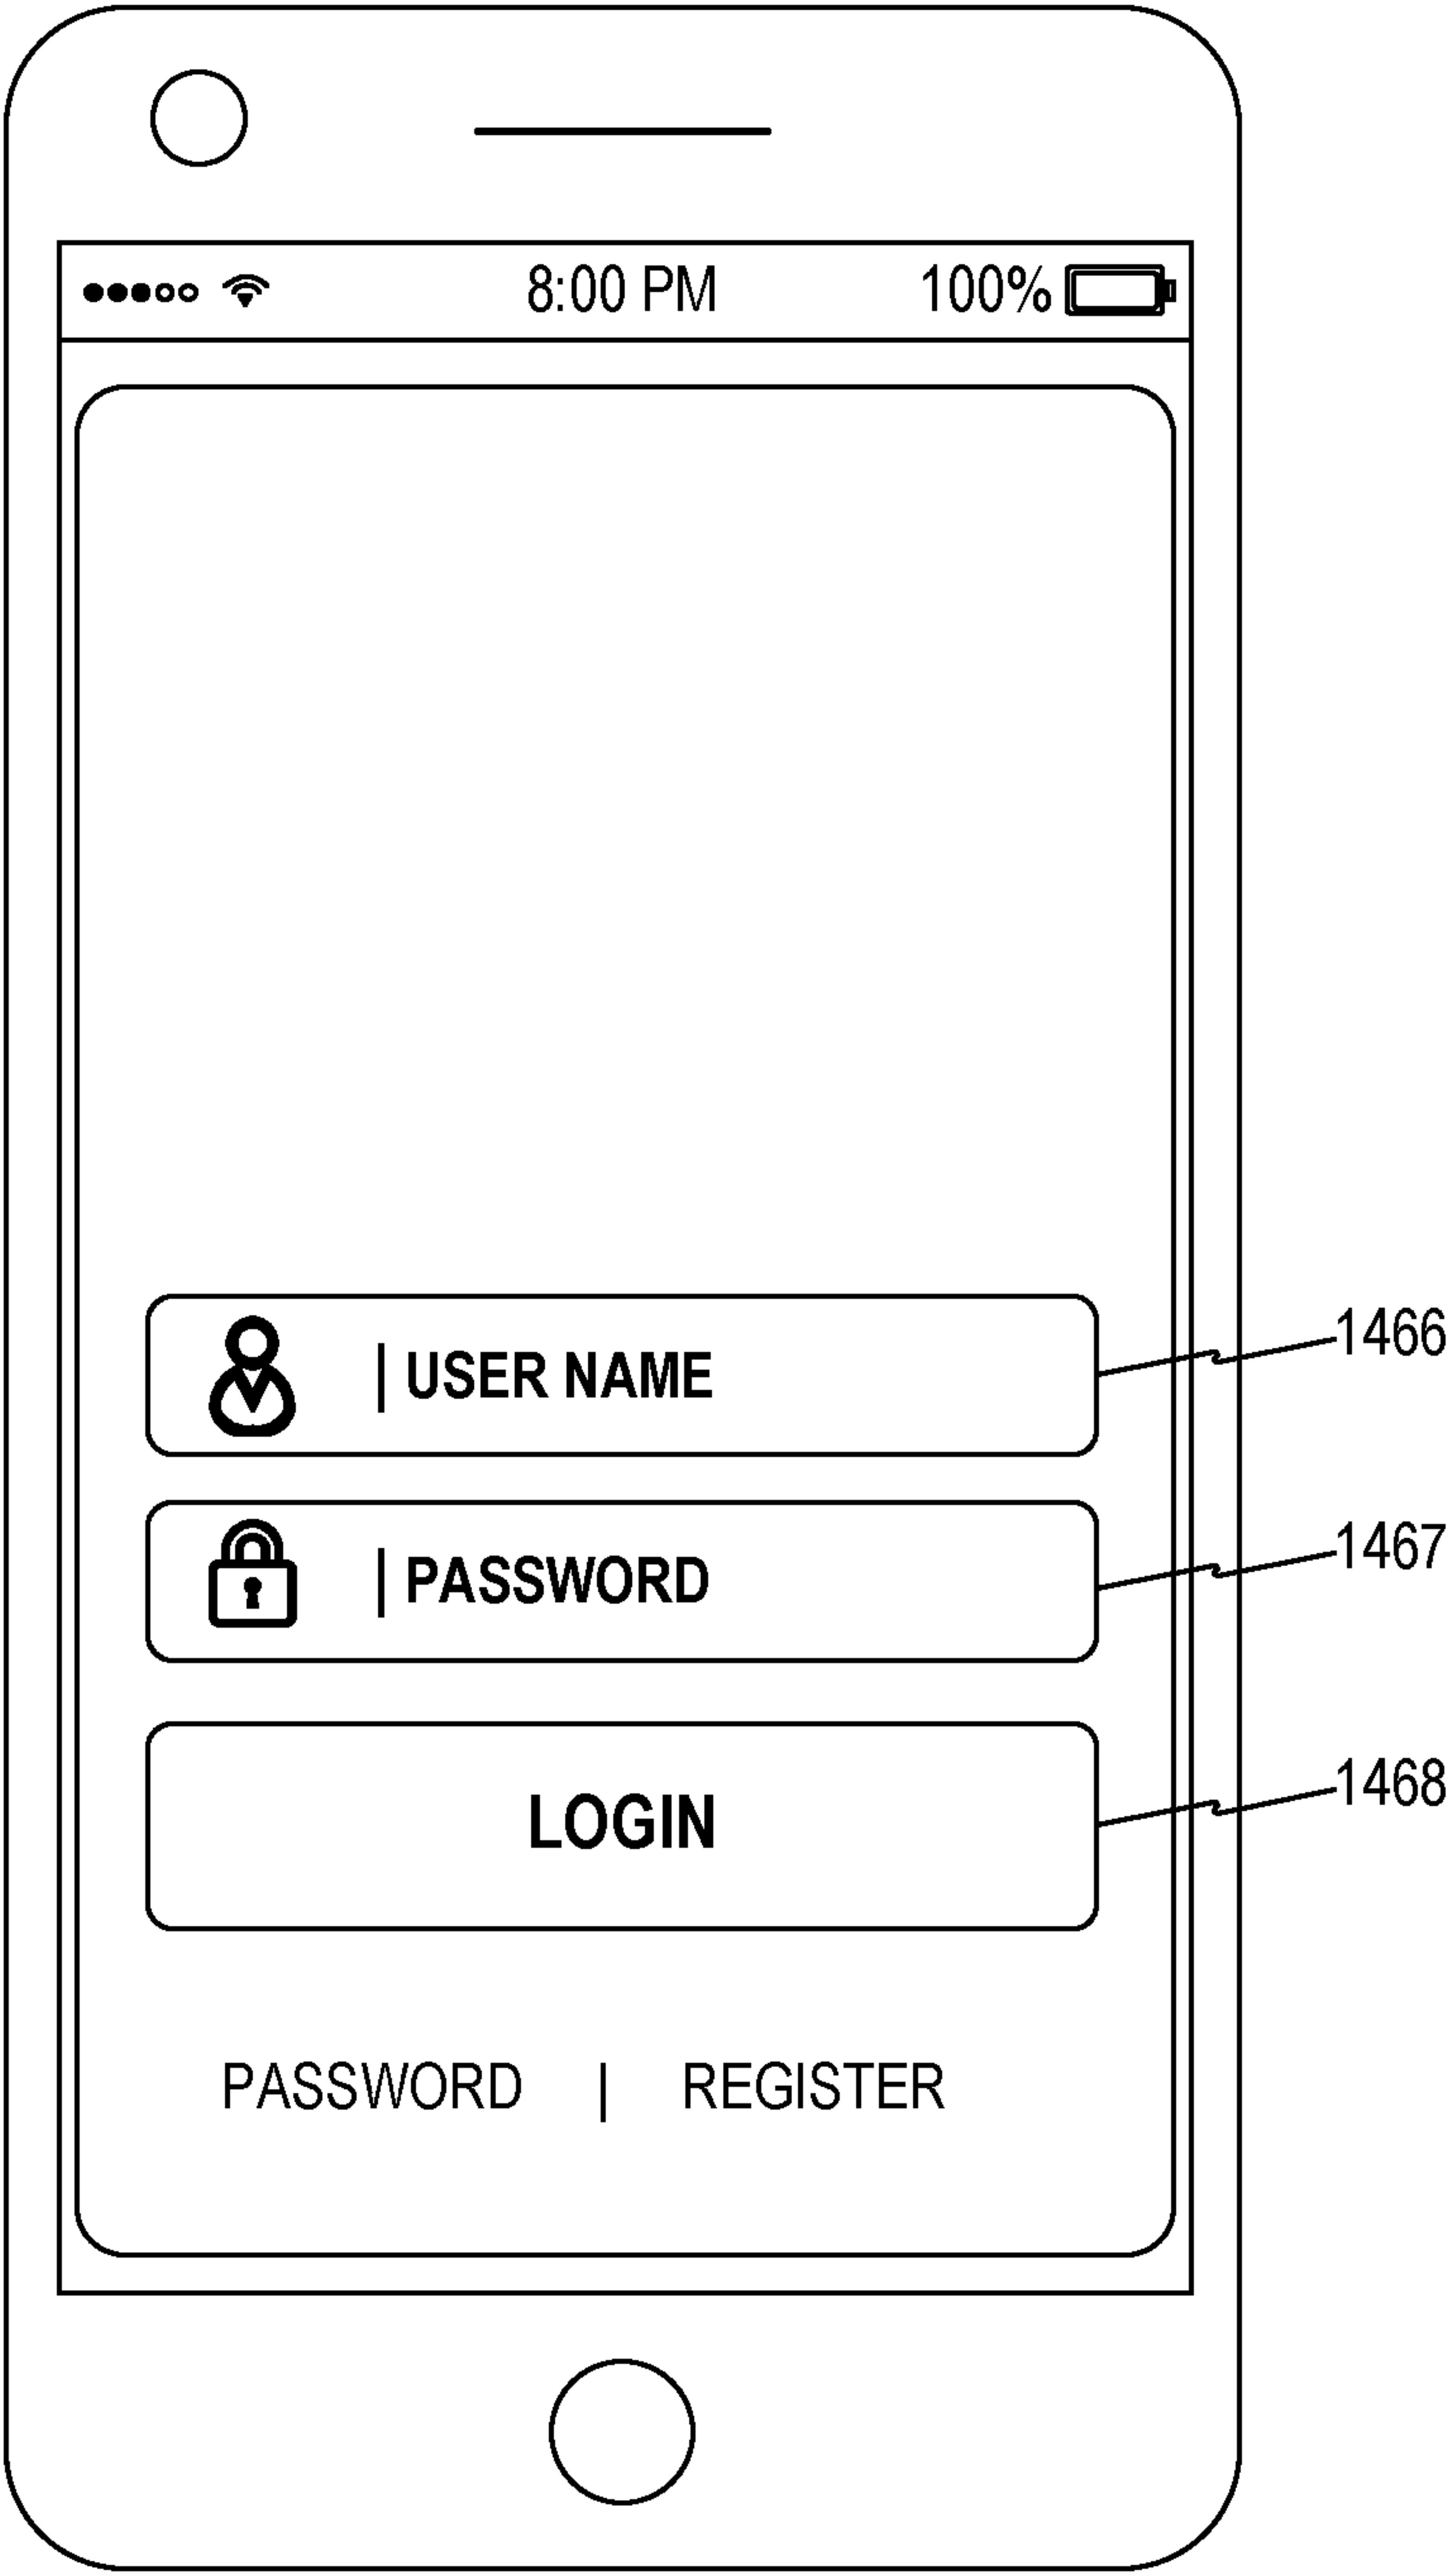 8:00 PM 100%
| USER NAME
1466
| PASSWORD
1467
LOGIN
1468
PASSWORD | REGISTER